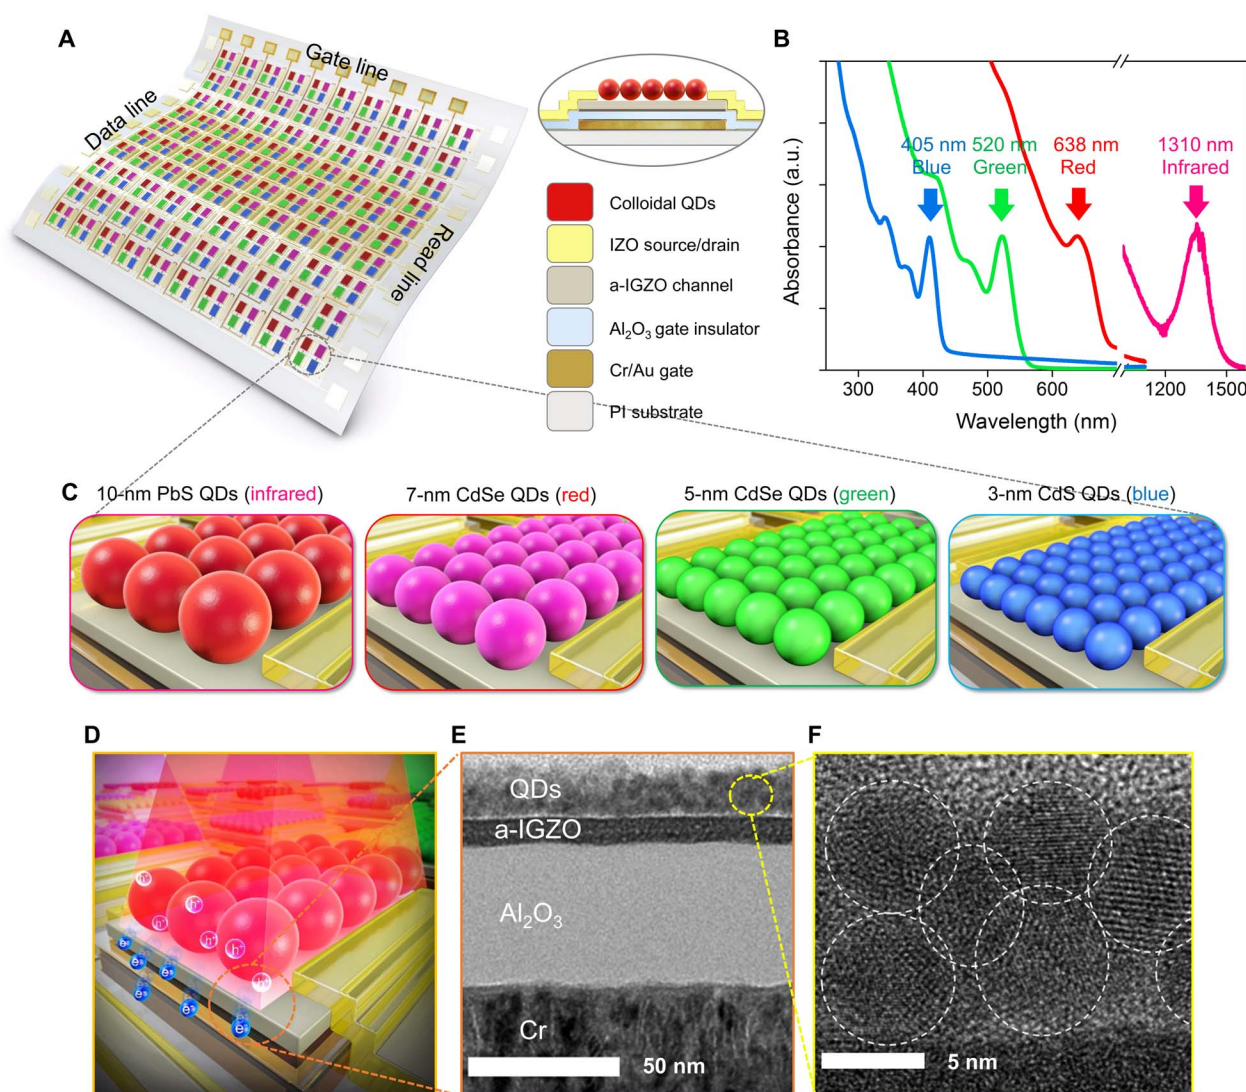 A
Gate line
Data line
Read line
Colloidal QDs
IZO source/drain
a-IGZO channel
Al₂O₃ gate insulator
Cr/Au gate
PI substrate
B
Absorbance (a.u.)
405 nm
Blue
520 nm
Green
638 nm
Red
1310 nm
Infrared
300 400 500 600 1200 1500
Wavelength (nm)
C
10-nm PbS QDs (infrared)
7-nm CdSe QDs (red)
5-nm CdSe QDs (green)
3-nm CdS QDs (blue)
D
h⁺
h⁺
h⁺
h⁺
h⁺
E
QDs
a-IGZO
Al₂O₃
Cr
50 nm
F
5 nm